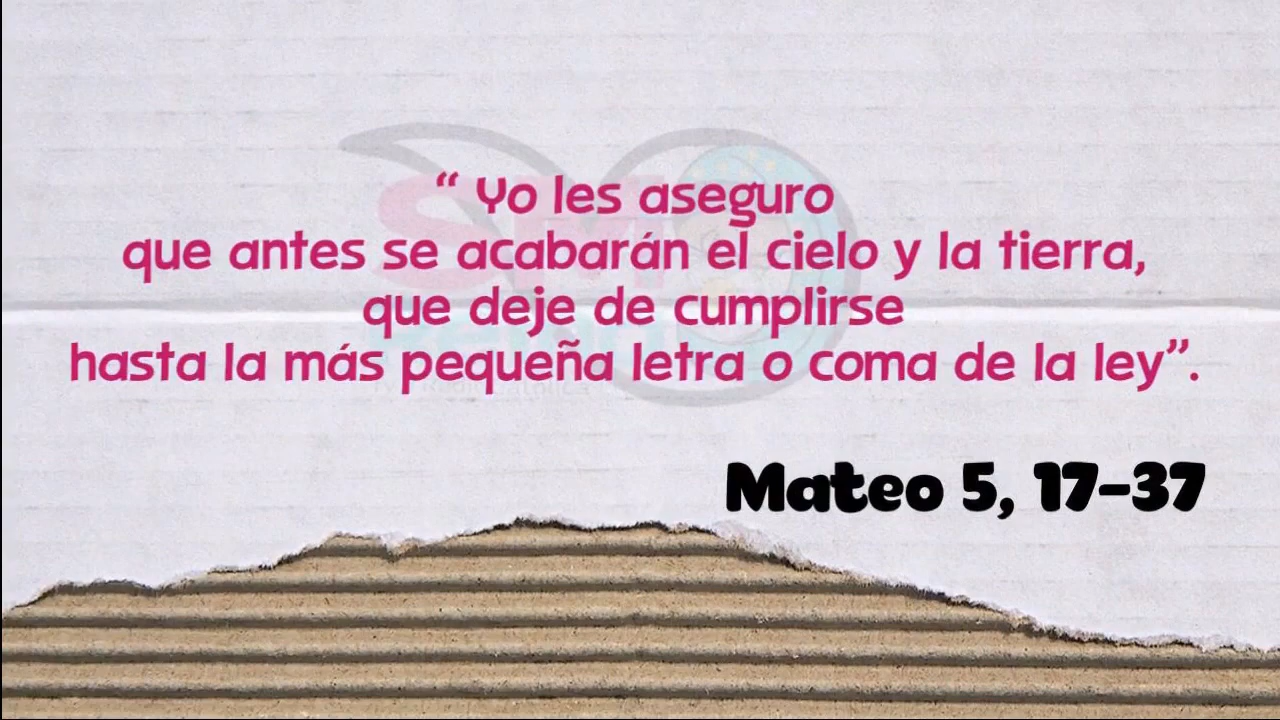 “ Yo les aseguro
que antes se acabarán el cielo y la tierra,
que deje de cumplirse
hasta la más pequeña letra o coma de la ley”.
Mateo 5, 17-37